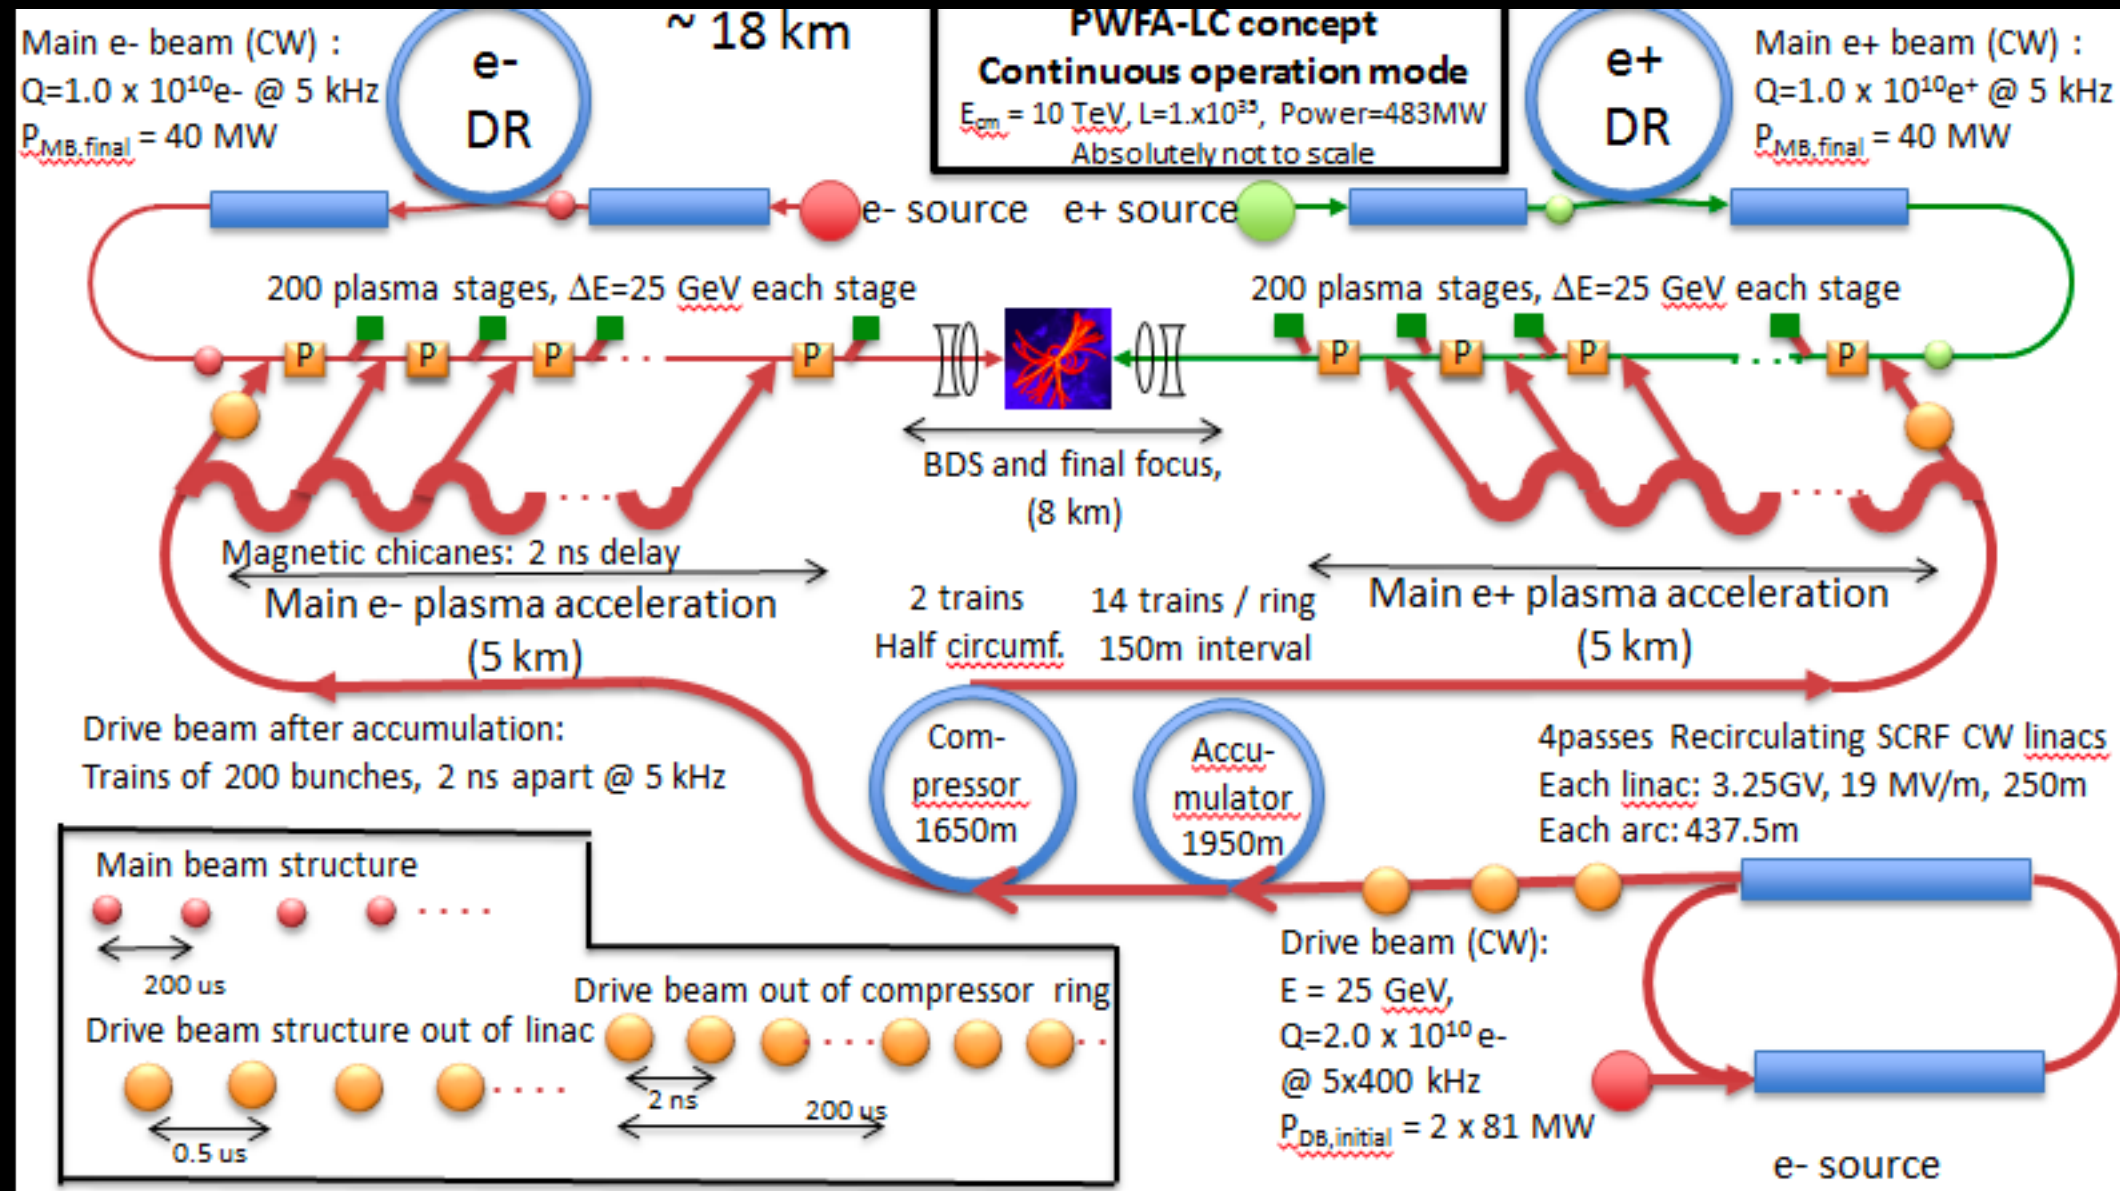 Main e- beam (CW) :
Q=1.0 x 10¹⁰e- @ 5 kHz
P_MB,final = 40 MW
e-
DR
~ 18 km
PWFA-LC concept
Continuous operation mode
E_cm = 10 TeV, L=1.x10³⁵, Power=483MW
Absolutely not to scale
e+
DR
Main e+ beam (CW) :
Q=1.0 x 10¹⁰e⁺ @ 5 kHz
P_MB,final = 40 MW
e- source
e+ source
200 plasma stages, ΔE=25 GeV each stage
200 plasma stages, ΔE=25 GeV each stage
P
P
P
P
P
P
P
P
BDS and final focus,
(8 km)
Magnetic chicanes: 2 ns delay
Main e- plasma acceleration
(5 km)
2 trains
Half circumf.
14 trains / ring
150m interval
Main e+ plasma acceleration
(5 km)
Drive beam after accumulation:
Trains of 200 bunches, 2 ns apart @ 5 kHz
Com-
pressor
1650m
Accu-
mulator
1950m
4passes Recirculating SCRF CW linacs
Each linac: 3.25GV, 19 MV/m, 250m
Each arc: 437.5m
Main beam structure
200 us
Drive beam structure out of linac
0.5 us
Drive beam out of compressor ring
2 ns
200 us
Drive beam (CW):
E = 25 GeV,
Q=2.0 x 10¹⁰ e-
@ 5x400 kHz
P_DB,initial = 2 x 81 MW
e- source